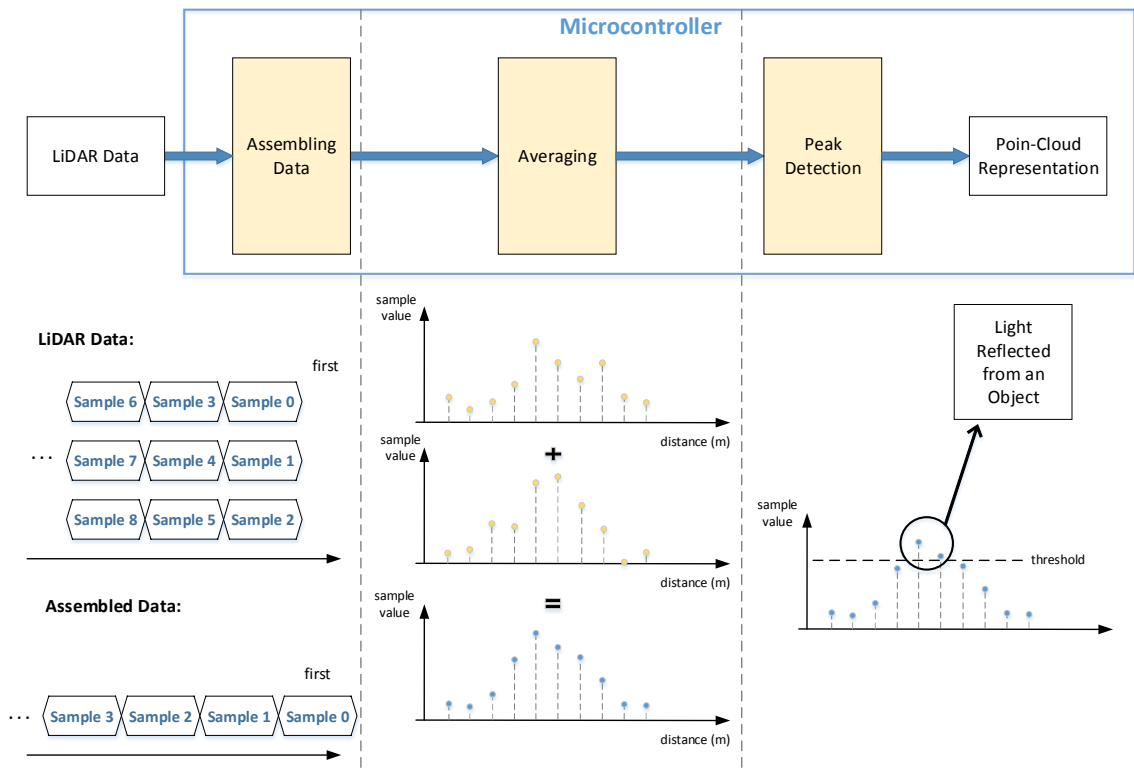 Microcontroller
LiDAR Data
Assembling
Data
Averaging
Peak
Detection
Poin-Cloud
Representation
LiDAR Data:
first
Sample 6 Sample 3 Sample 0
... Sample 7 Sample 4 Sample 1
Sample 8 Sample 5 Sample 2
Assembled Data:
first
... Sample 3 Sample 2 Sample 1 Sample 0
sample
value
distance (m)
+
sample
value
distance (m)
=
sample
value
distance (m)
Light
Reflected
from an
Object
sample
value
threshold